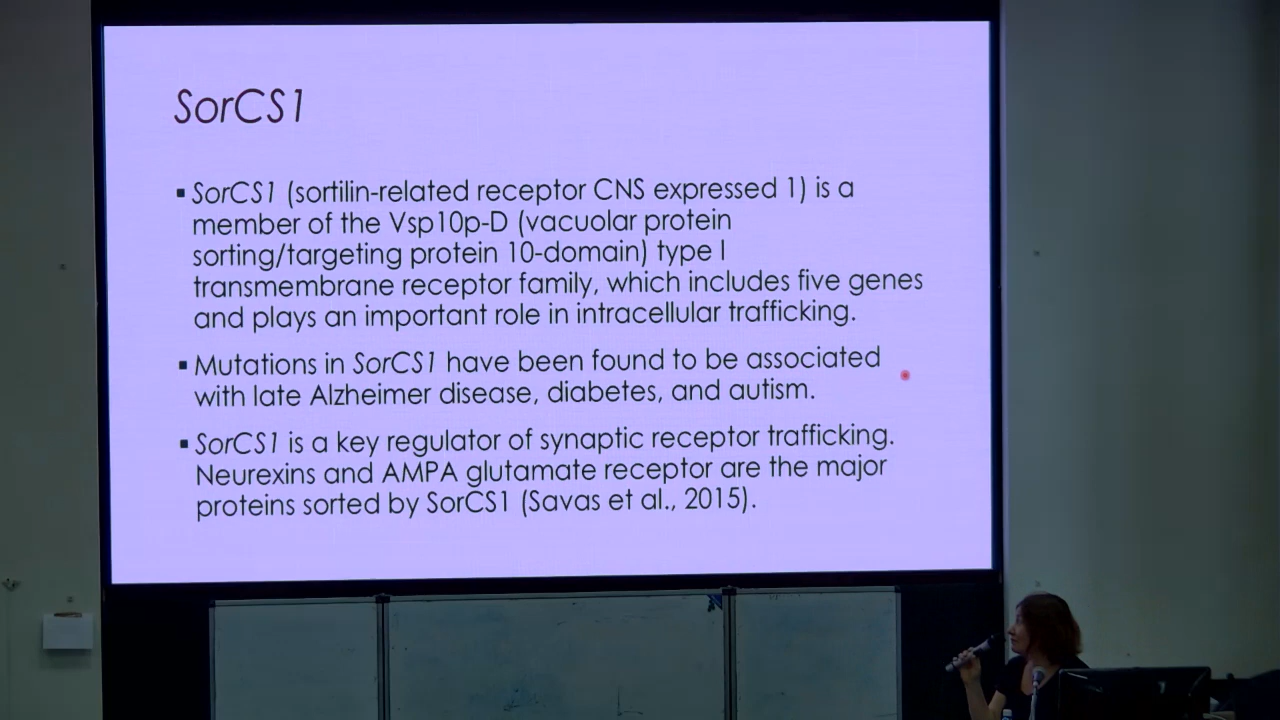 SorCS1
▪ SorCS1 (sortilin-related receptor CNS expressed 1) is a
member of the Vsp10p-D (vacuolar protein
sorting/targeting protein 10-domain) type I
transmembrane receptor family, which includes five genes
and plays an important role in intracellular trafficking.
▪ Mutations in SorCS1 have been found to be associated
with late Alzheimer disease, diabetes, and autism.
▪ SorCS1 is a key regulator of synaptic receptor trafficking.
Neurexins and AMPA glutamate receptor are the major
proteins sorted by SorCS1 (Savas et al., 2015).